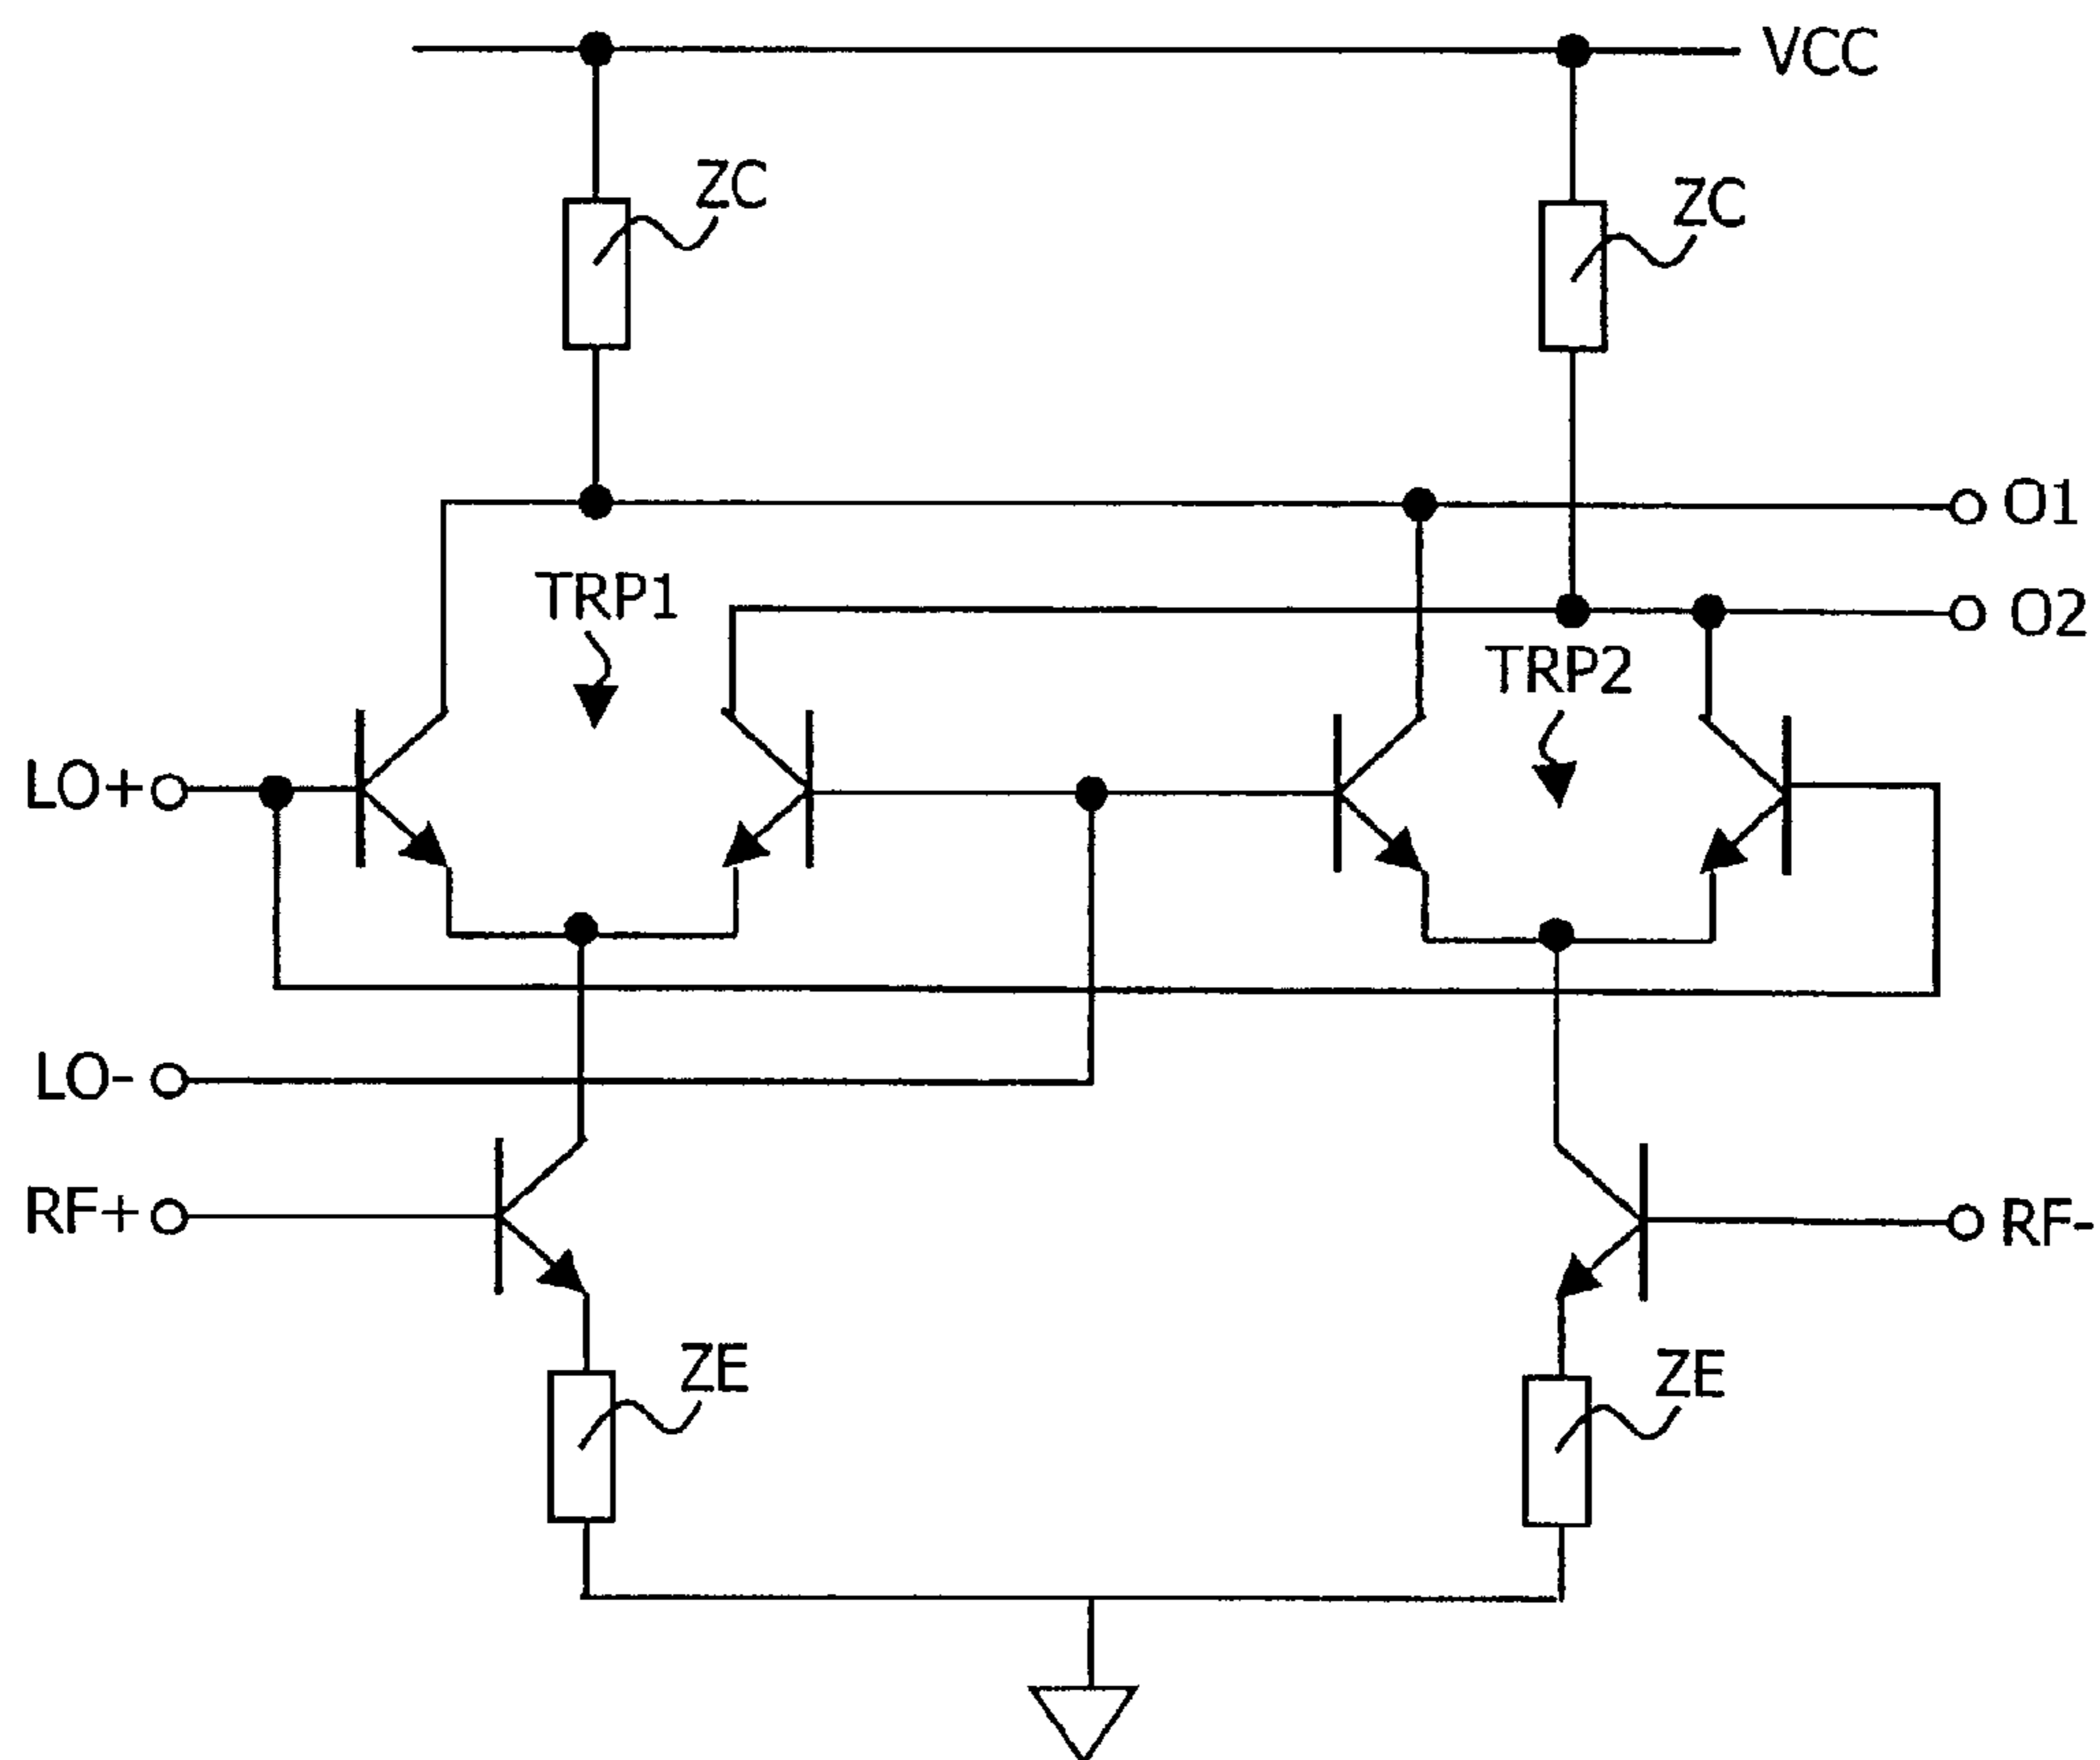 VCC
ZC
ZC
O1
TRP1
O2
TRP2
LO+
LO-
RF+
RF-
ZE
ZE